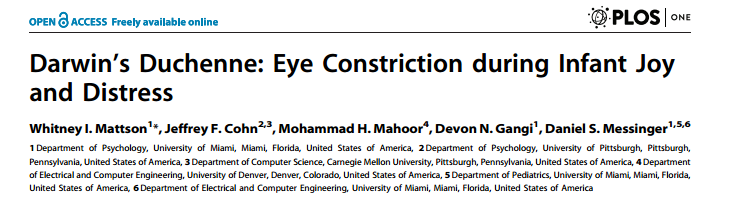 OPEN ACCESS Freely available online
PLOS ONE
Darwin's Duchenne: Eye Constriction during Infant Joy
and Distress
Whitney I. Mattson1*, Jeffrey F. Cohn2,3, Mohammad H. Mahoor4, Devon N. Gangi1, Daniel S. Messinger1,5,6
1 Department of Psychology, University of Miami, Miami, Florida, United States of America, 2 Department of Psychology, University of Pittsburgh, Pittsburgh,
Pennsylvania, United States of America, 3 Department of Computer Science, Carnegie Mellon University, Pittsburgh, Pennsylvania, United States of America, 4 Department
of Electrical and Computer Engineering, University of Denver, Denver, Colorado, United States of America, 5 Department of Pediatrics, University of Miami, Miami, Florida,
United States of America, 6 Department of Electrical and Computer Engineering, University of Miami, Miami, Florida, United States of America